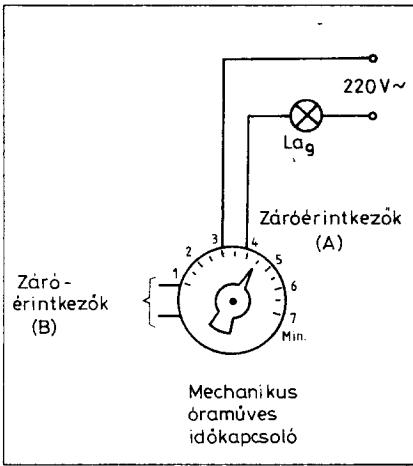 220V~
La g
Záróérintkezők
(A)
1 2 3 4 5 6 7
Min.
Záró-
érintkezők
(B)
Mechanikus
óraműves
időkapcsoló